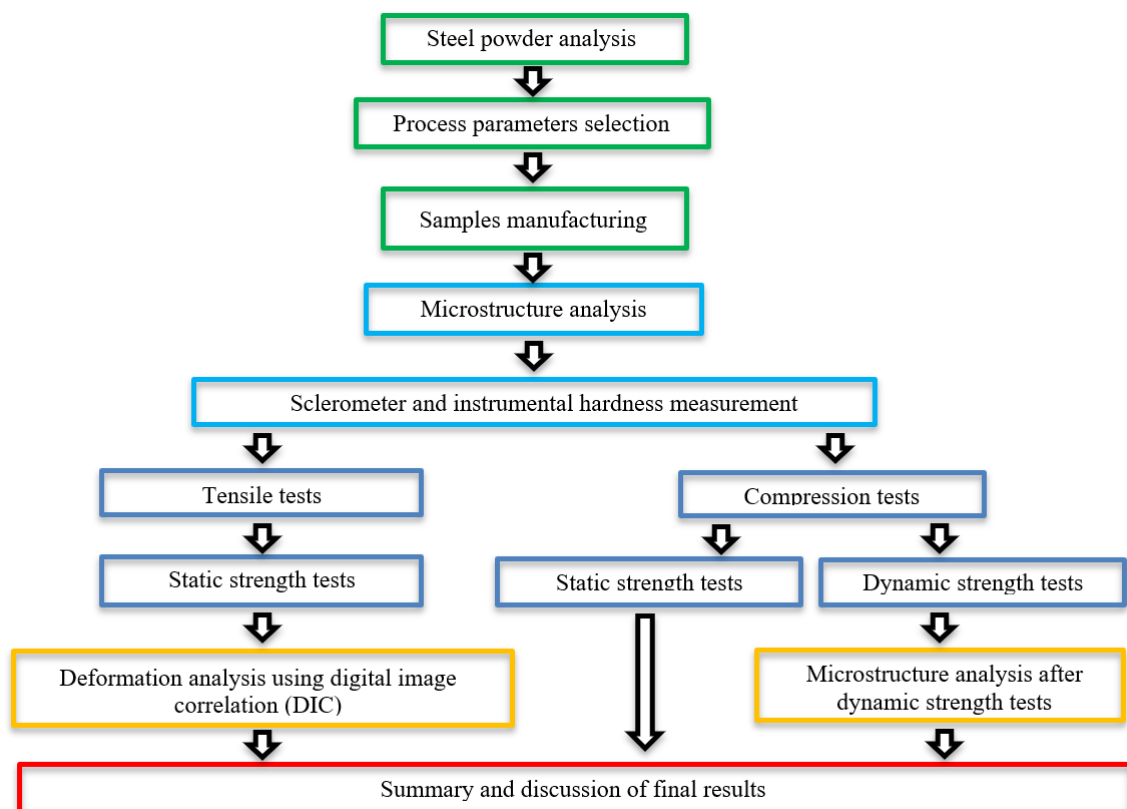 Steel powder analysis
Process parameters selection
Samples manufacturing
Microstructure analysis
Sclerometer and instrumental hardness measurement
Tensile tests
Compression tests
Static strength tests
Static strength tests
Dynamic strength tests
Deformation analysis using digital image
correlation (DIC)
Microstructure analysis after
dynamic strength tests
Summary and discussion of final results